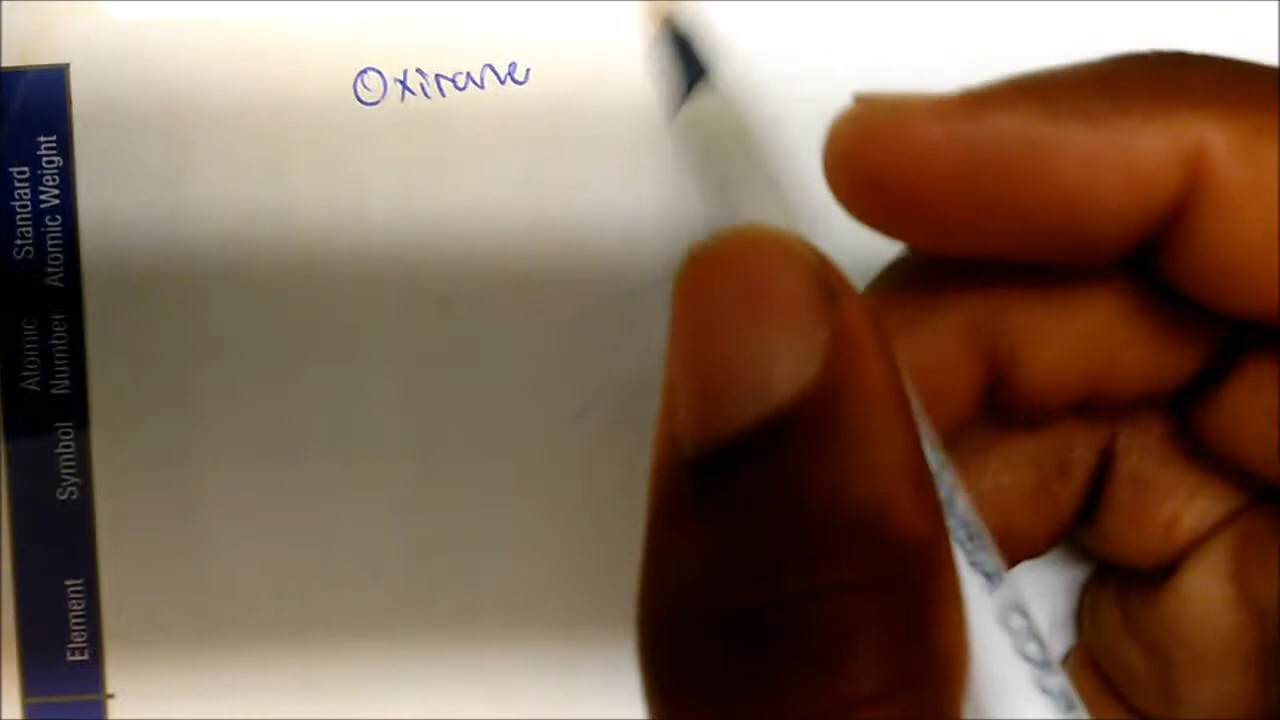 Oxirane
Standard
Atomic Weight
Atomic
Number
Symbol
Element